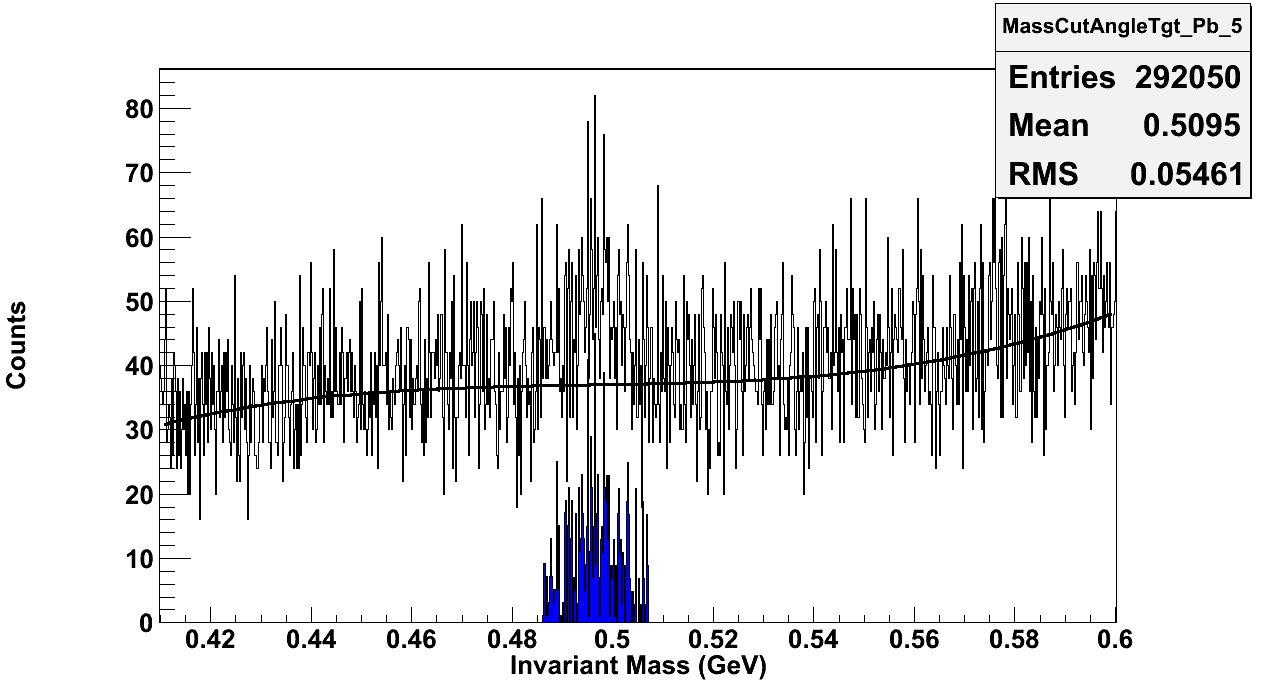 MassCutAngleTgt_Pb_5
Entries 292050
Mean 0.5095
RMS 0.05461
Counts
80
70
60
50
40
30
20
10
0
0.42 0.44 0.46 0.48 0.5 0.52 0.54 0.56 0.58 0.6
Invariant Mass (GeV)